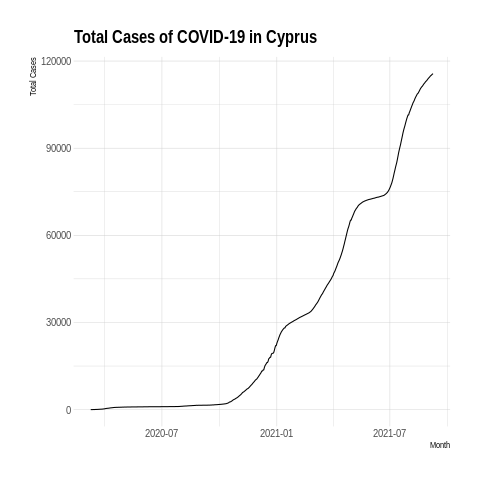 Total Cases of COVID-19 in Cyprus
Total Cases
120000
90000
60000
30000
0
2020-07
2021-01
2021-07
Month